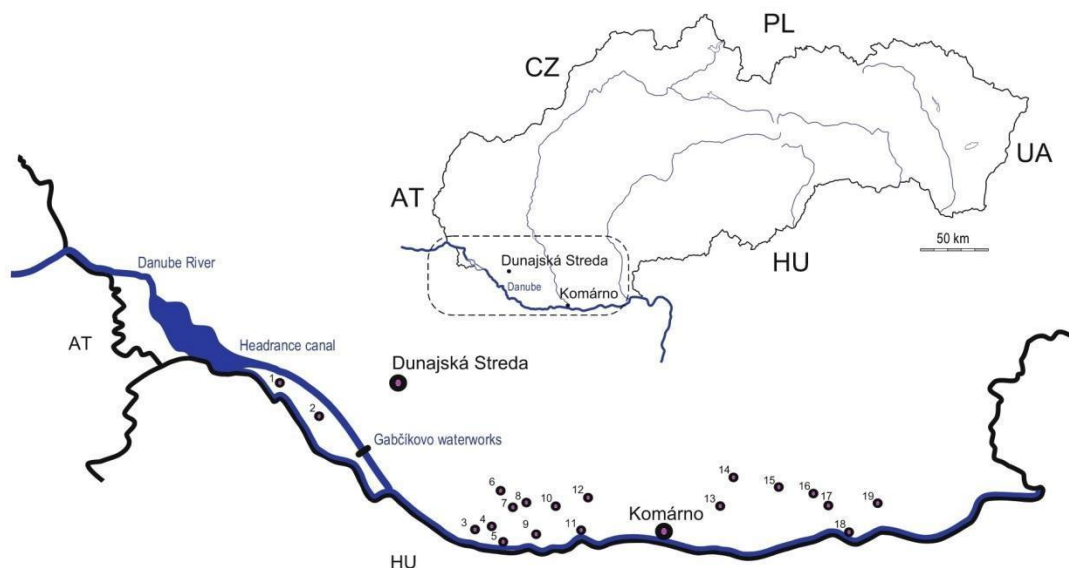 PL
CZ
UA
AT
50 km
HU
Dunajská Streda
Danube
Komárno
Danube River
AT
Headrance canal
Dunajská Streda
1
2
Gabčíkovo waterworks
3
4
5
6
7
8
9
10
11
12
Komárno
13
14
15
16
17
18
19
HU